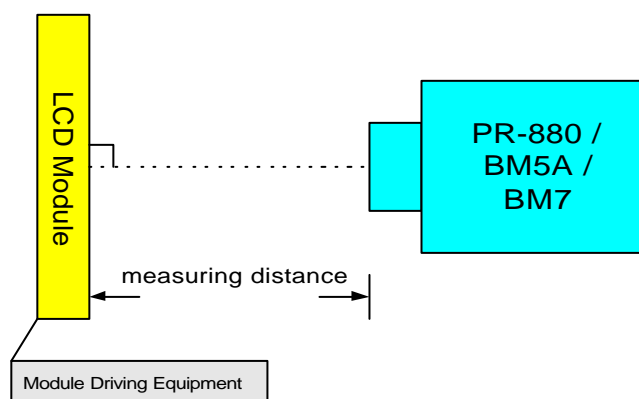 LCD Module
PR-880 /
BM5A /
BM7
measuring distance
Module Driving Equipment